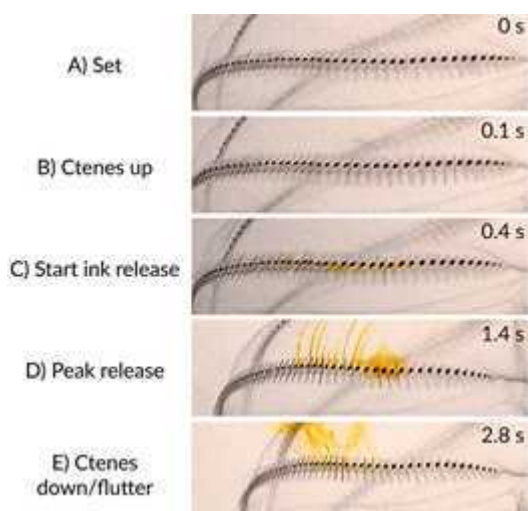 0 s
A) Set
0.1 s
B) Ctenes up
0.4 s
C) Start ink release
1.4 s
D) Peak release
2.8 s
E) Ctenes
down/flutter